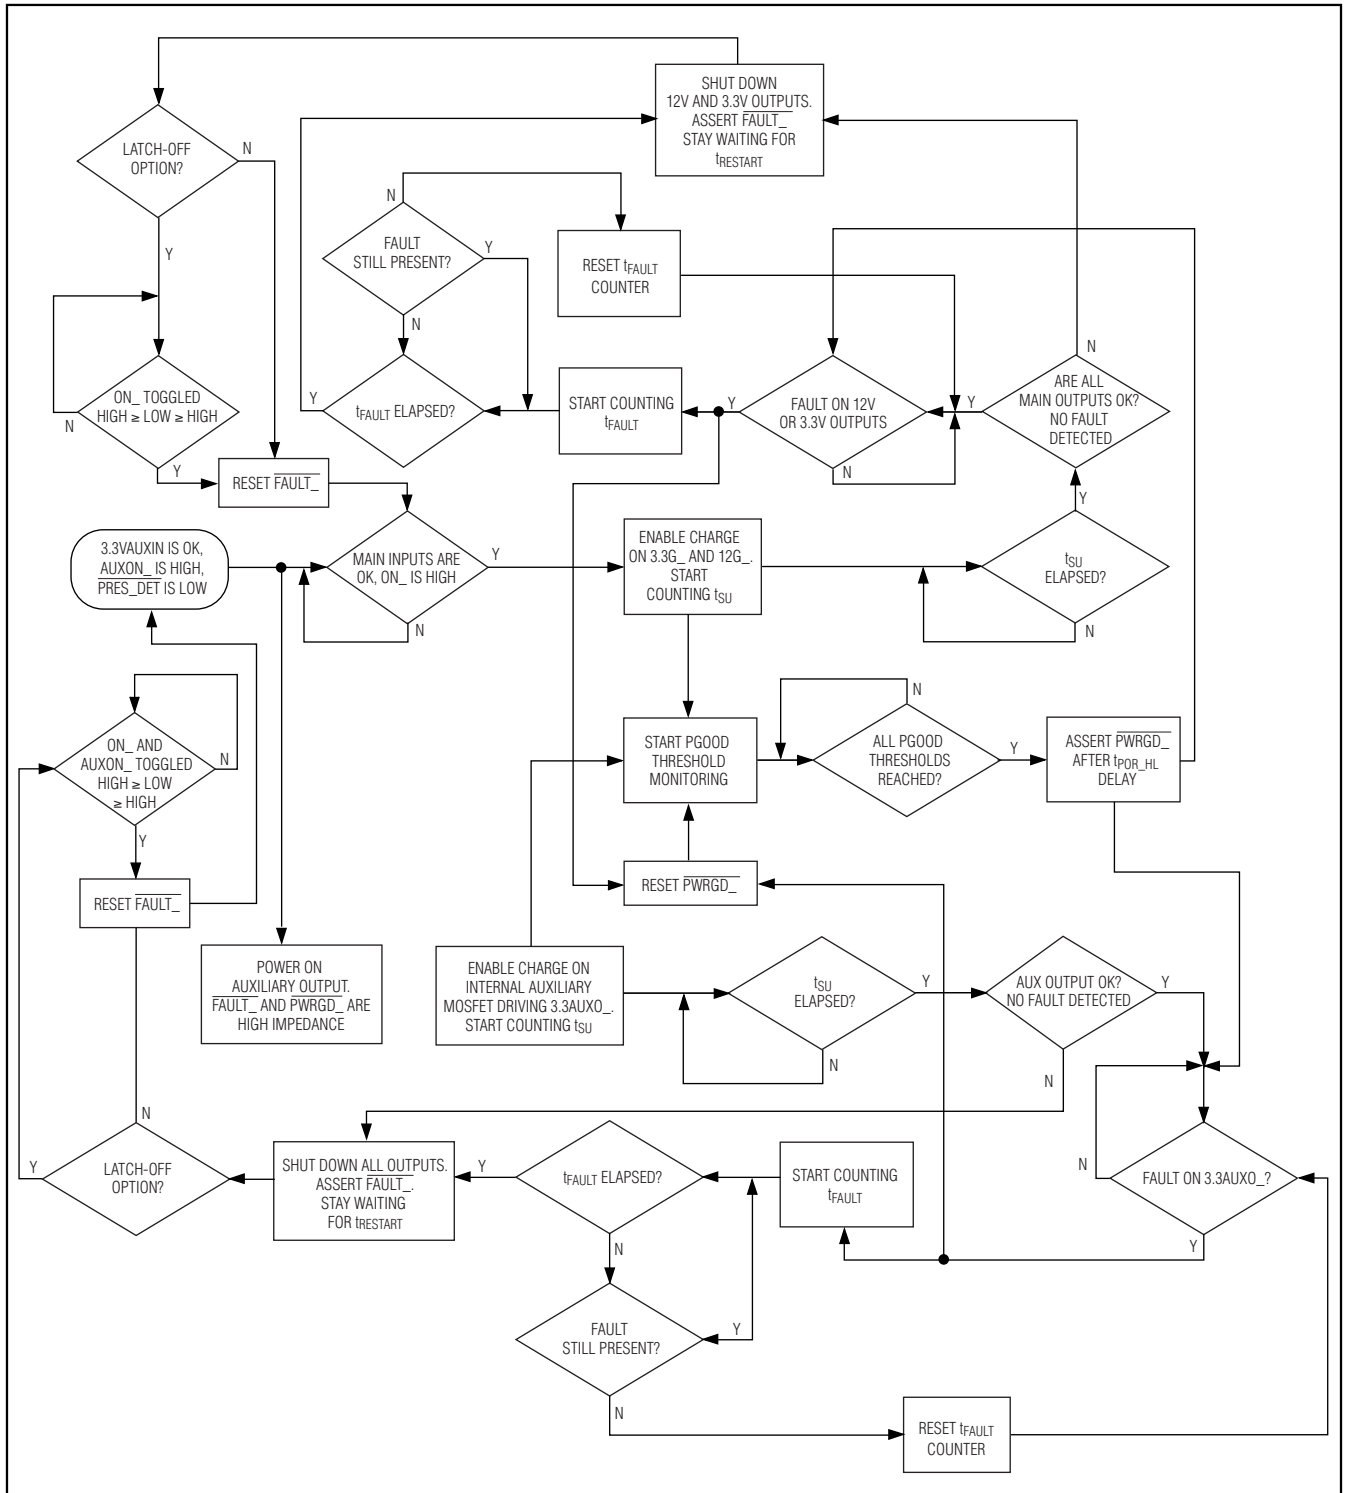 SHUT DOWN
12V AND 3.3V OUTPUTS.
ASSERT FAULT_
STAY WAITING FOR
tRESTART
LATCH-OFF
OPTION?
N
Y
N
FAULT
STILL PRESENT?
Y
N
RESET tFAULT
COUNTER
N
ARE ALL
MAIN OUTPUTS OK?
NO FAULT
DETECTED
Y
Y
ON_ TOGGLED
HIGH ≥ LOW ≥ HIGH
N
Y
Y
tFAULT ELAPSED?
START COUNTING
tFAULT
Y
FAULT ON 12V
OR 3.3V OUTPUTS
N
RESET FAULT_
3.3VAUXIN IS OK,
AUXON_ IS HIGH,
PRES_DET IS LOW
MAIN INPUTS ARE
OK, ON_ IS HIGH
Y
N
ENABLE CHARGE
ON 3.3G_ AND 12G_.
START
COUNTING tSU
tSU
ELAPSED?
N
ON_ AND
AUXON_ TOGGLED
HIGH ≥ LOW
≥ HIGH
N
Y
START PGOOD
THRESHOLD
MONITORING
N
ALL PGOOD
THRESHOLDS
REACHED?
Y
ASSERT PWRGD_
AFTER tPOR_HL
DELAY
RESET FAULT_
RESET PWRGD_
POWER ON
AUXILIARY OUTPUT.
FAULT_ AND PWRGD_ ARE
HIGH IMPEDANCE
ENABLE CHARGE ON
INTERNAL AUXILIARY
MOSFET DRIVING 3.3AUXO_.
START COUNTING tSU
tSU
ELAPSED?
Y
N
AUX OUTPUT OK?
NO FAULT DETECTED
Y
N
N
Y
LATCH-OFF
OPTION?
SHUT DOWN ALL OUTPUTS.
ASSERT FAULT_.
STAY WAITING
FOR tRESTART
Y
tFAULT ELAPSED?
N
START COUNTING
tFAULT
N
FAULT ON 3.3AUXO_?
Y
FAULT
STILL PRESENT?
Y
N
RESET tFAULT
COUNTER